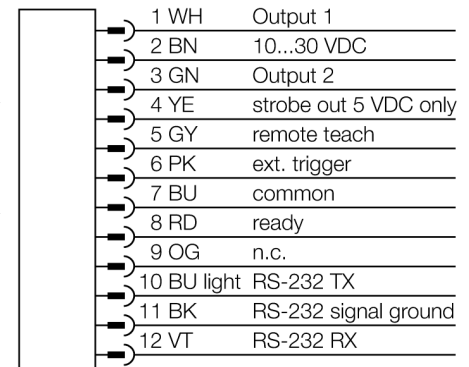 1 WH Output 1
2 BN 10...30 VDC
3 GN Output 2
4 YE strobe out 5 VDC only
5 GY remote teach
6 PK ext. trigger
7 BU common
8 RD ready
9 OG n.c.
10 BU light RS-232 TX
11 BK RS-232 signal ground
12 VT RS-232 RX